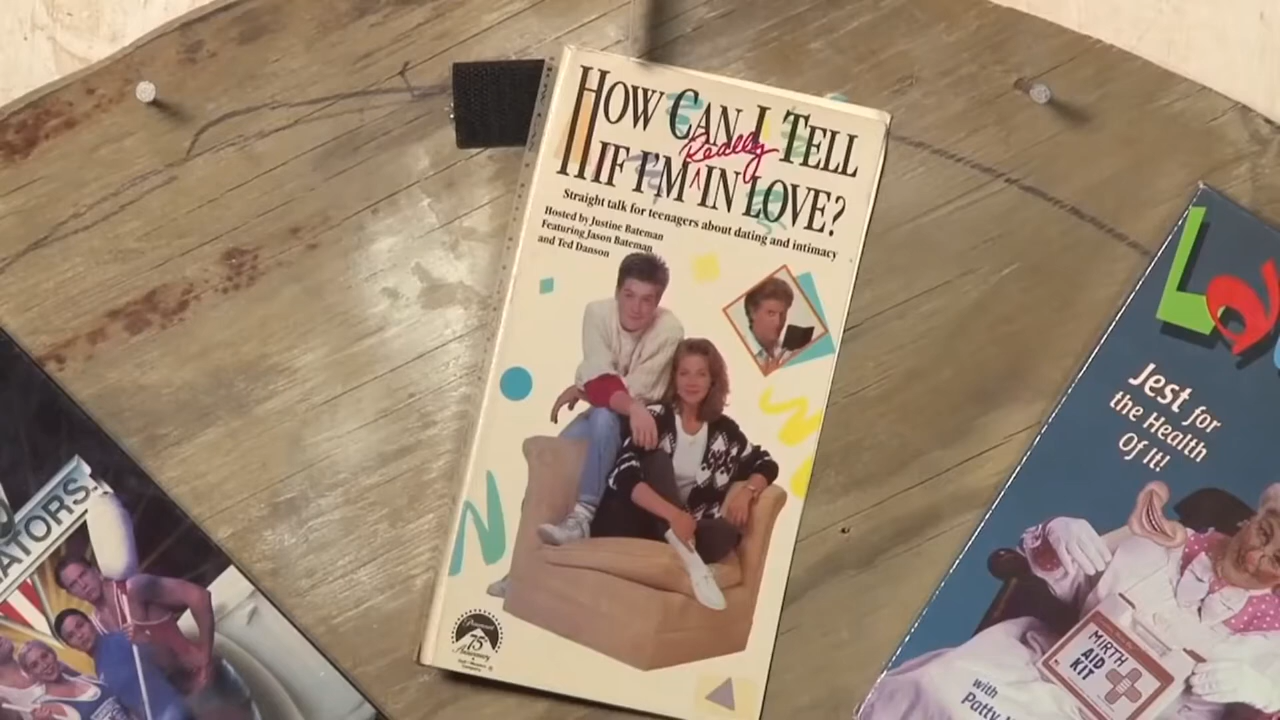 HOW CAN I TELL
Really
IF I'M ^ IN LOVE?
Straight talk for teenagers about dating and intimacy
Hosted by Justine Bateman
Featuring Jason Bateman
and Ted Danson
Paramount
75
Anniversary
ATORS
Jest for
the Health
Of It!
MIRTH
AID
KIT
with
Patty